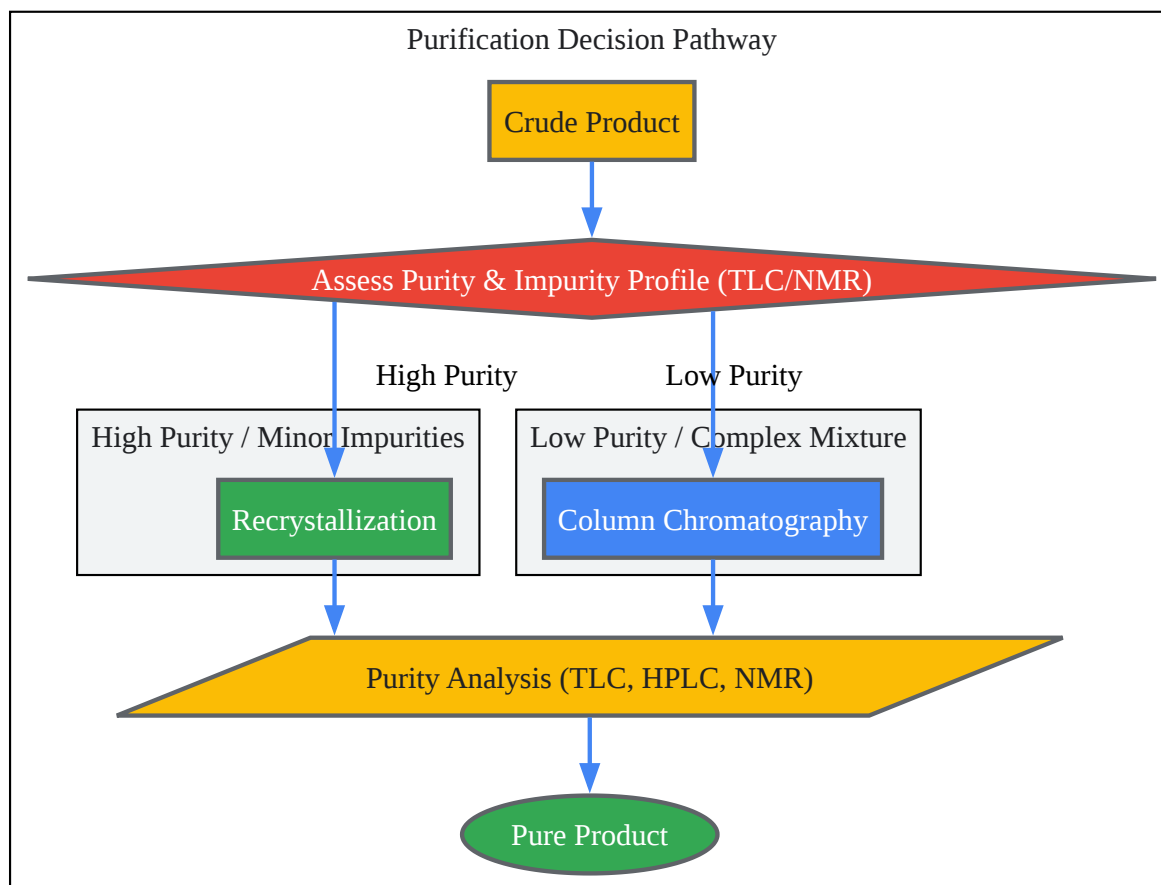 Purification Decision Pathway
Crude Product
Assess Purity & Impurity Profile (TLC/NMR)
High Purity
Low Purity
High Purity / Minor Impurities
Low Purity / Complex Mixture
Recrystallization
Column Chromatography
Purity Analysis (TLC, HPLC, NMR)
Pure Product